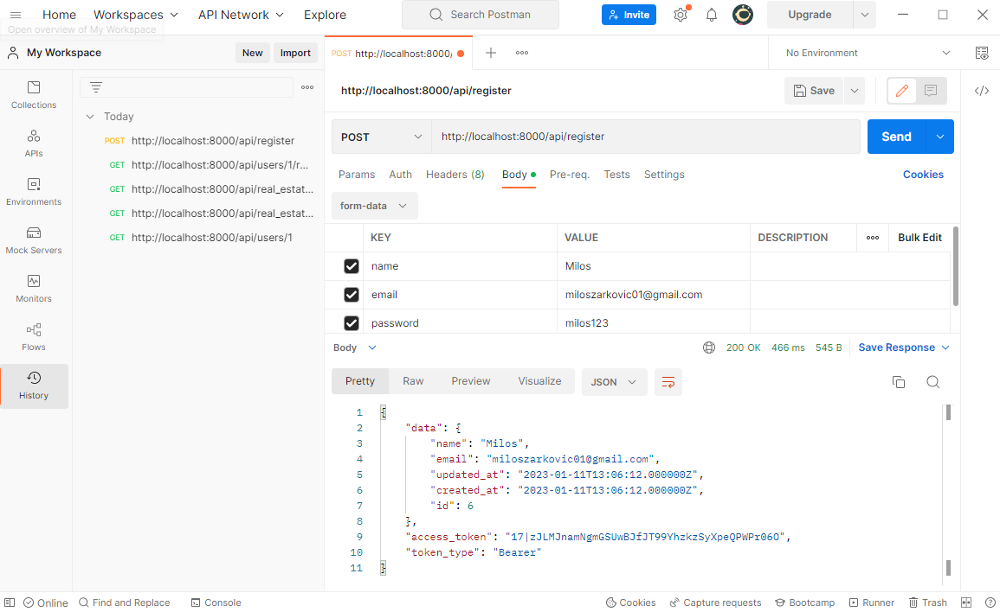 Home Workspaces API Network Explore Search Postman Invite Upgrade
Open overview of My Workspace
My Workspace New Import POST http://localhost:8000/ No Environment
Collections
APIs
Environments
Mock Servers
Monitors
Flows
History
Today
POST http://localhost:8000/api/register
GET http://localhost:8000/api/users/1/r...
GET http://localhost:8000/api/real_estat...
GET http://localhost:8000/api/real_estat...
GET http://localhost:8000/api/users/1
http://localhost:8000/api/register Save
POST http://localhost:8000/api/register Send
Params Auth Headers (8) Body Pre-req. Tests Settings Cookies
form-data
KEY VALUE DESCRIPTION Bulk Edit
name Milos
email miloszarkovic01@gmail.com
password milos123
Body 200 OK 466 ms 545 B Save Response
Pretty Raw Preview Visualize JSON
1 {
2 "data": {
3 "name": "Milos",
4 "email": "miloszarkovic01@gmail.com",
5 "updated_at": "2023-01-11T13:06:12.000000Z",
6 "created_at": "2023-01-11T13:06:12.000000Z",
7 "id": 6
8 },
9 "access_token": "17|zJLMJnamNgmGSUwBJfJT99YhzkzSyXpeQPWPr06O",
10 "token_type": "Bearer"
11 }
Online Find and Replace Console Cookies Capture requests Bootcamp Runner Trash